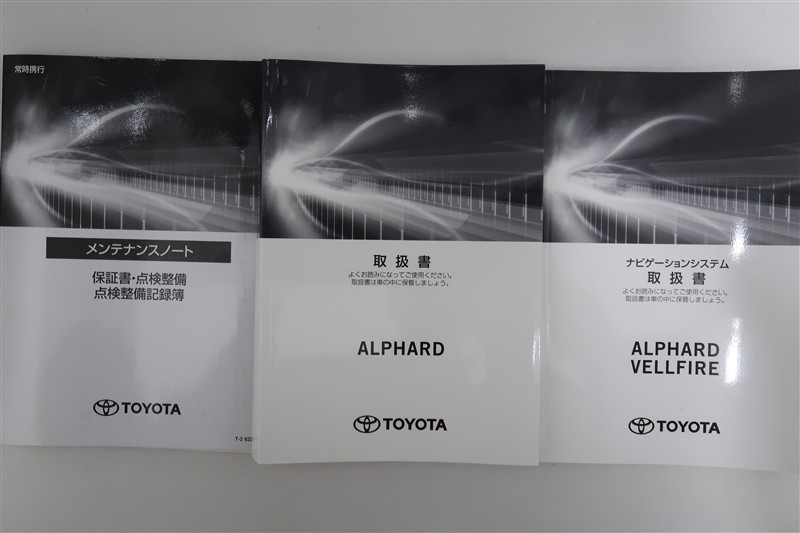 常時携行
メンテナンスノート
保証書・点検整備
点検整備記録簿
TOYOTA
取扱書
よくお読みになってご使用ください。
取扱書は車の中に保管しましょう。
ALPHARD
TOYOTA
ナビゲーションシステム
取扱書
よくお読みになってご使用ください。
取扱書は車の中に保管しましょう。
ALPHARD
VELLFIRE
TOYOTA